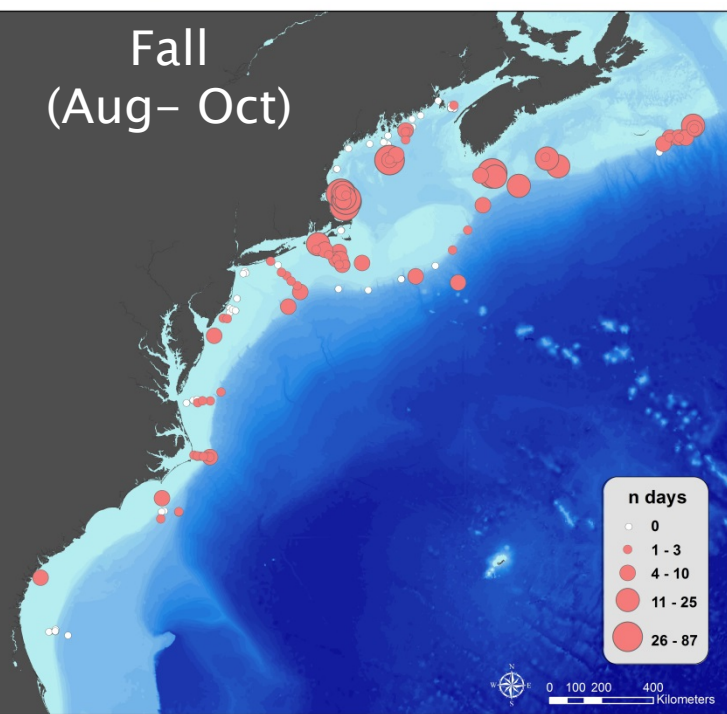 Fall
(Aug– Oct)
n days
0
1 - 3
4 - 10
11 - 25
26 - 87
N
W E
S
0 100 200 400
Kilometers